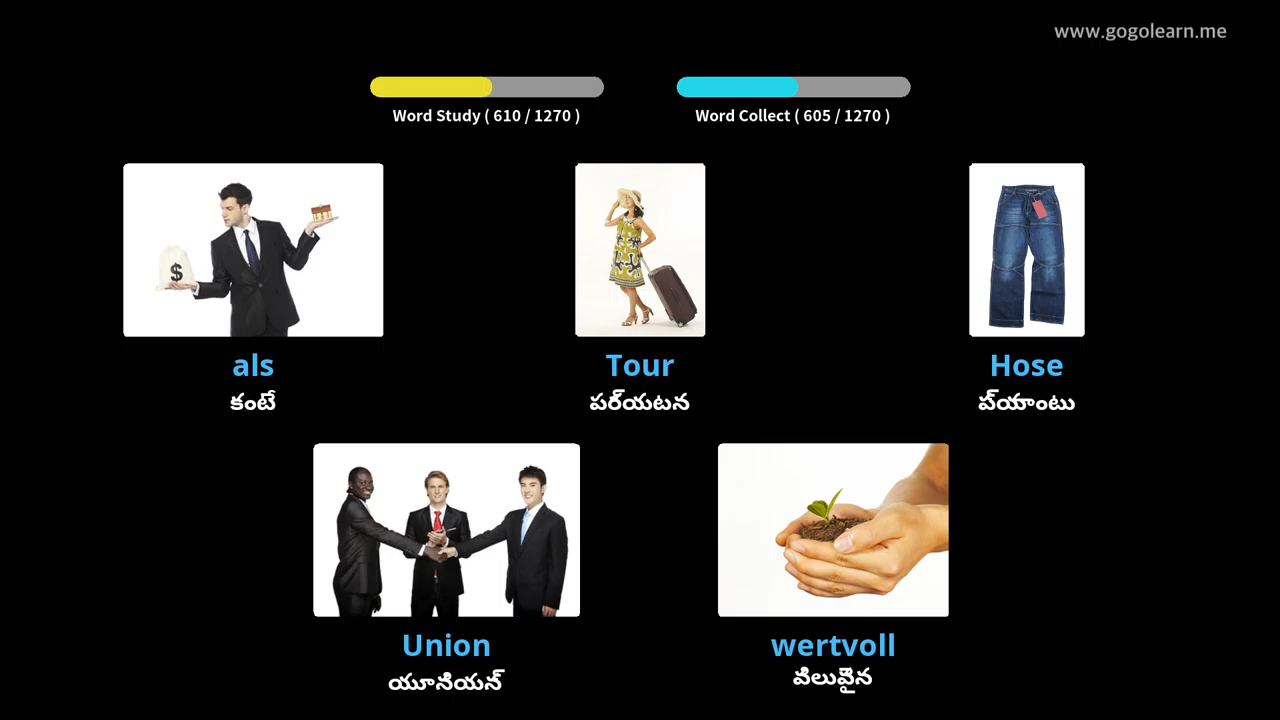 www.gogolearn.me
Word Study ( 610 / 1270 )
Word Collect ( 605 / 1270 )
$
als
Tour
Hose
కంటే
పర్యటన
ప్యాంటు
Union
wertvoll
యూనియన్
విలువైన